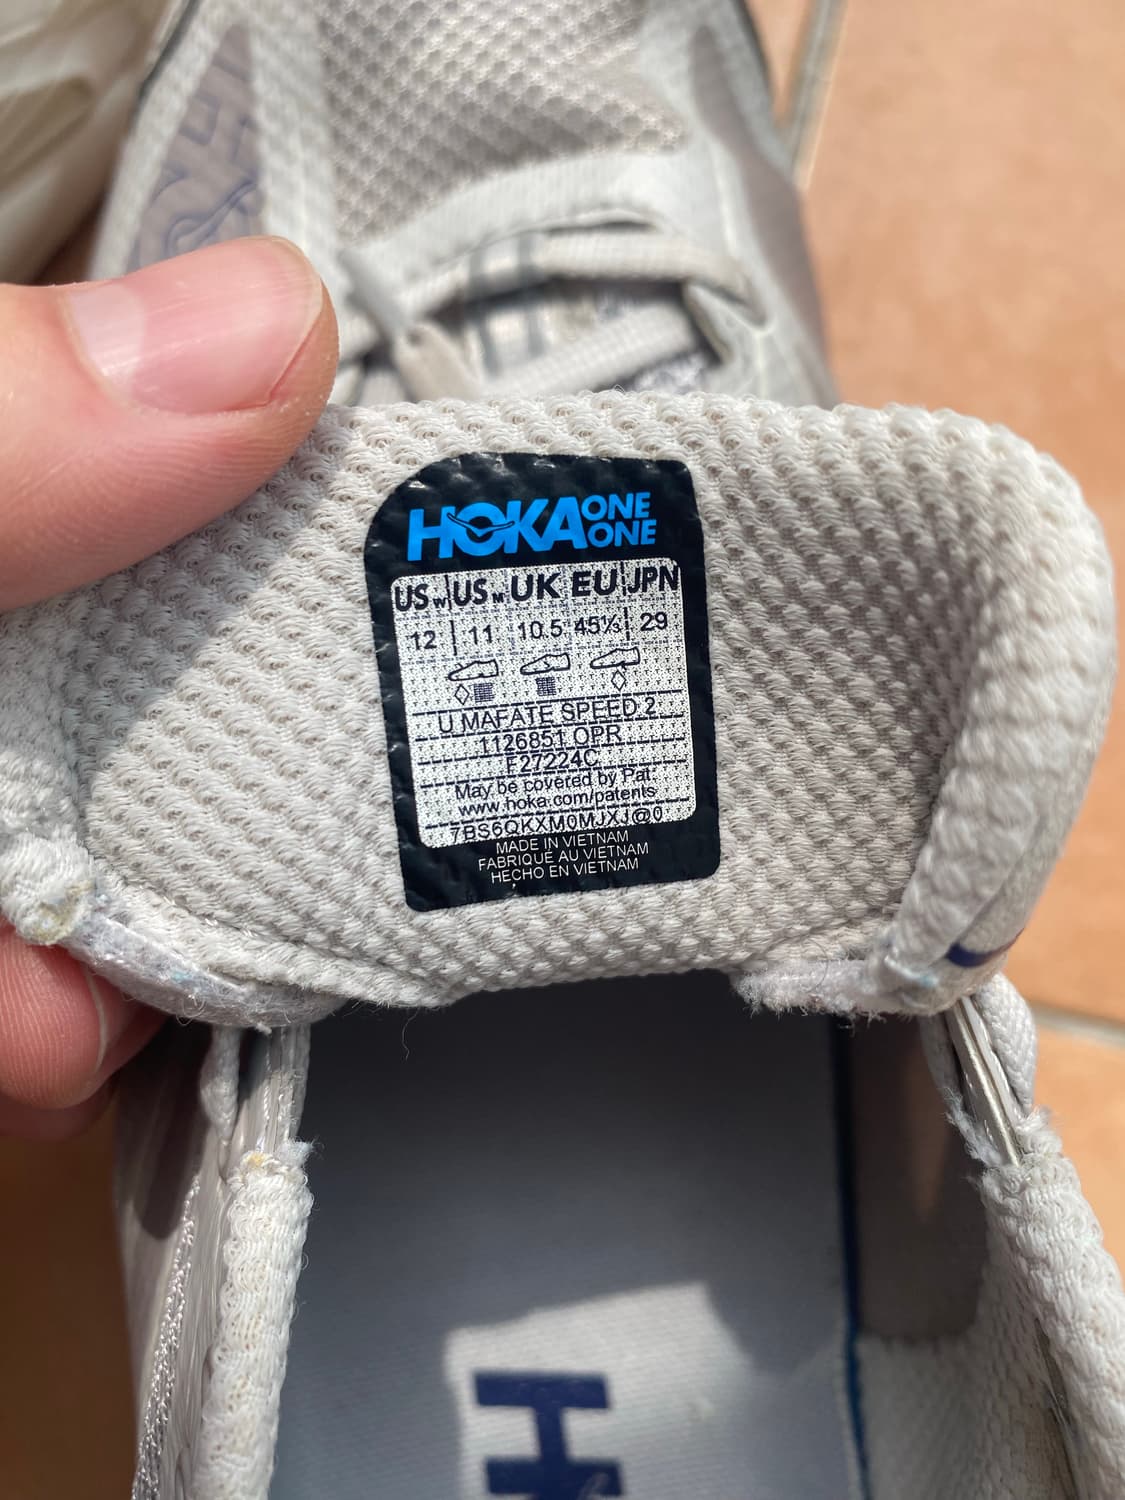 HOKA ONE ONE
US W US M UK EU JPN
12 11 10.5 45⅓ 29
U MAFATE SPEED 2
1126851 OPR
F27224C
May be covered by Pat.
www.hoka.com/patents
7BS6QKXM0MJXJ@0
MADE IN VIETNAM
FABRIQUÉ AU VIETNAM
HECHO EN VIETNAM
H